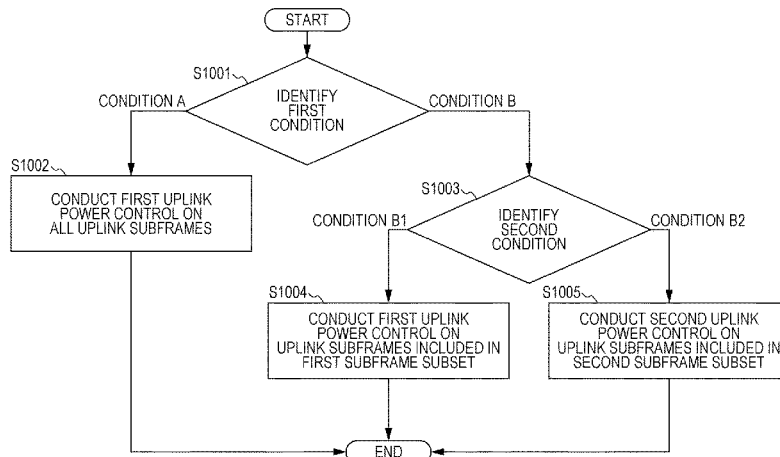 START
S1001
IDENTIFY
FIRST
CONDITION
CONDITION A
CONDITION B
S1002
CONDUCT FIRST UPLINK
POWER CONTROL ON
ALL UPLINK SUBFRAMES
S1003
IDENTIFY
SECOND
CONDITION
CONDITION B1
CONDITION B2
S1004
CONDUCT FIRST UPLINK
POWER CONTROL ON
UPLINK SUBFRAMES INCLUDED IN
FIRST SUBFRAME SUBSET
S1005
CONDUCT SECOND UPLINK
POWER CONTROL ON
UPLINK SUBFRAMES INCLUDED IN
SECOND SUBFRAME SUBSET
END